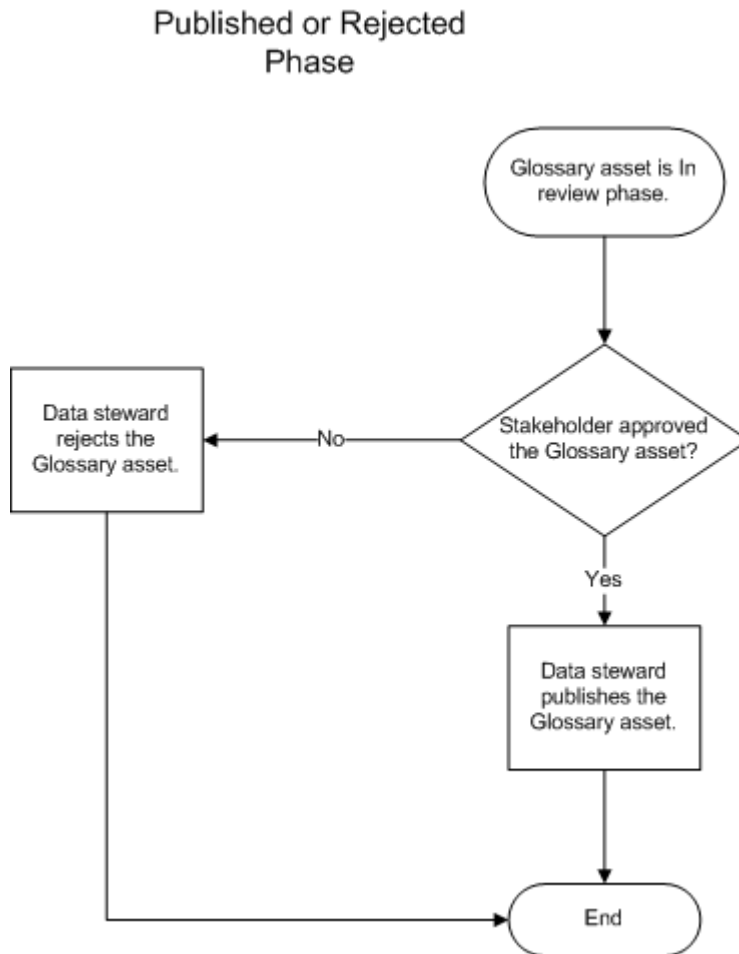 Published or Rejected
Phase
Glossary asset is In
review phase.
Stakeholder approved
the Glossary asset?
No
Data steward
rejects the
Glossary asset.
Yes
Data steward
publishes the
Glossary asset.
End